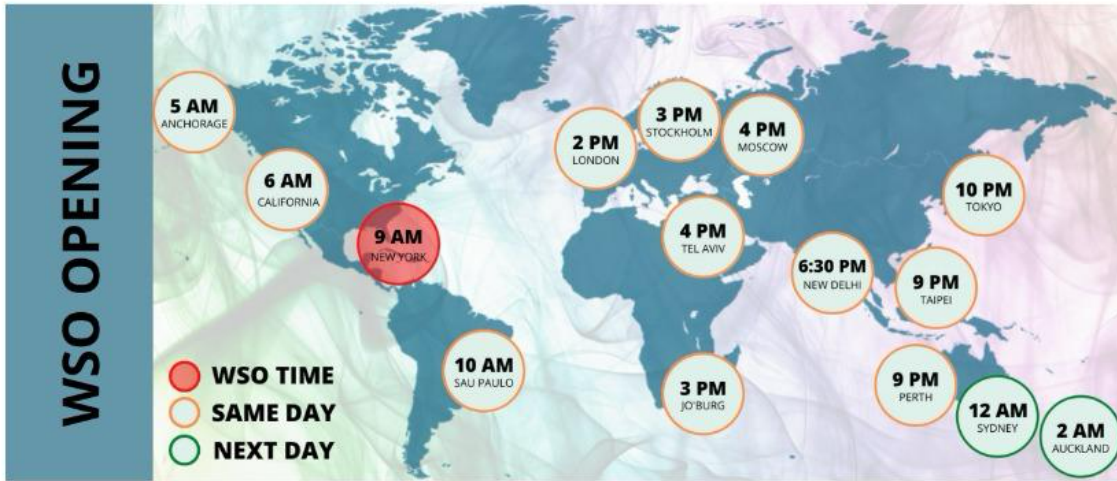 WSO OPENING
5 AM
ANCHORAGE
6 AM
CALIFORNIA
9 AM
NEW YORK
10 AM
SAU PAULO
2 PM
LONDON
3 PM
STOCKHOLM
4 PM
MOSCOW
4 PM
TEL AVIV
3 PM
JO'BURG
6:30 PM
NEW DELHI
10 PM
TOKYO
9 PM
TAIPEI
9 PM
PERTH
12 AM
SYDNEY
2 AM
AUCKLAND
WSO TIME
SAME DAY
NEXT DAY